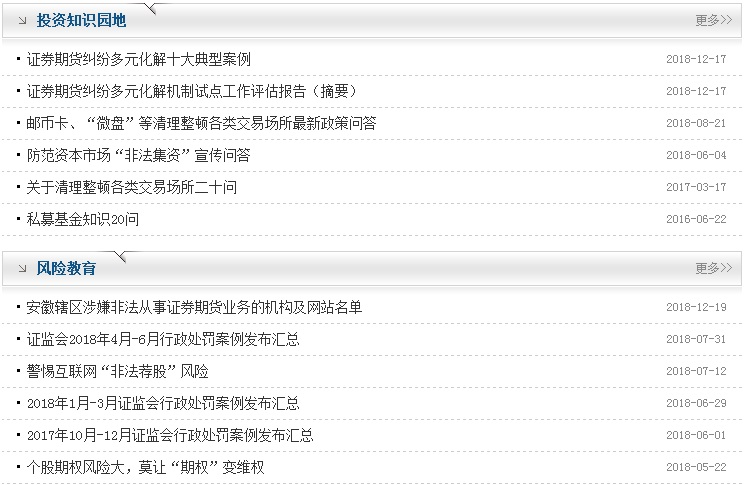 投资知识园地 更多>>
证券期货纠纷多元化解十大典型案例 2018-12-17
证券期货纠纷多元化解机制试点工作评估报告（摘要） 2018-12-17
邮币卡、“微盘”等清理整顿各类交易场所最新政策问答 2018-08-21
防范资本市场“非法集资”宣传问答 2018-06-04
关于清理整顿各类交易场所二十问 2017-03-17
私募基金知识20问 2016-06-22
风险教育 更多>>
安徽辖区涉嫌非法从事证券期货业务的机构及网站名单 2018-12-19
证监会2018年4月-6月行政处罚案例发布汇总 2018-07-31
警惕互联网“非法荐股”风险 2018-07-12
2018年1月-3月证监会行政处罚案例发布汇总 2018-06-29
2017年10月-12月证监会行政处罚案例发布汇总 2018-06-01
个股期权风险大，莫让“期权”变维权 2018-05-22